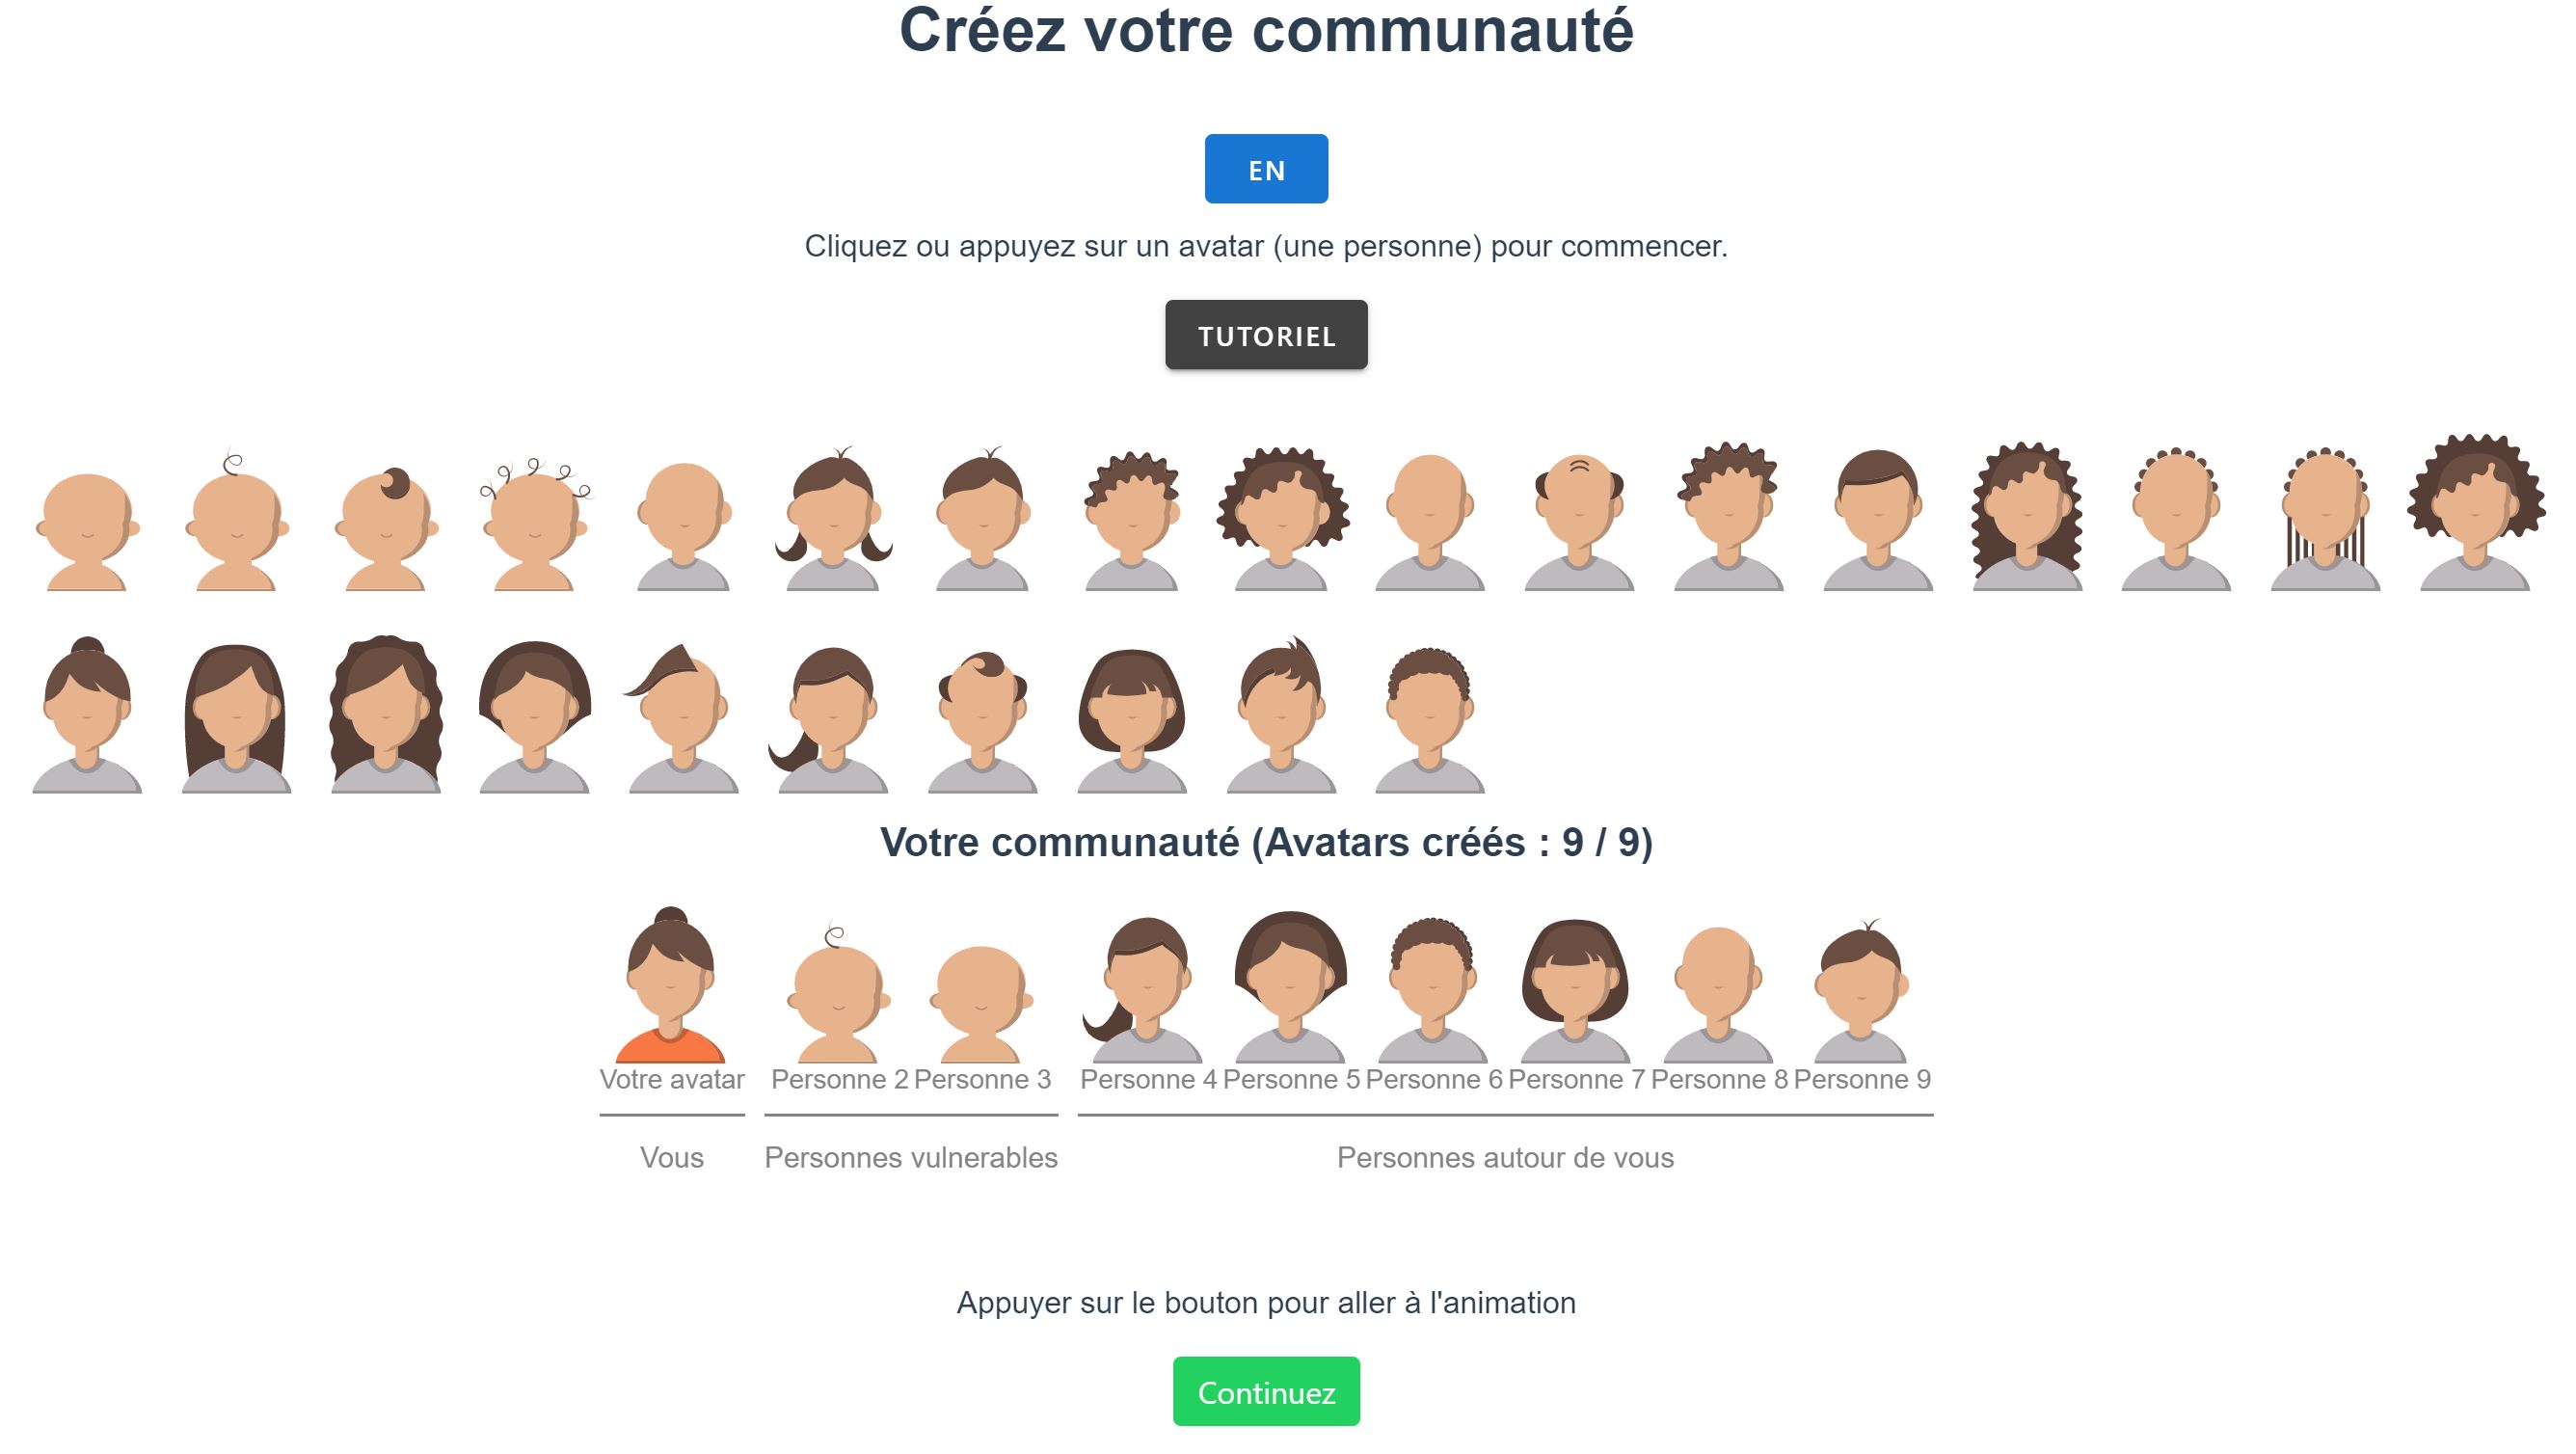 Créez votre communauté
EN
Cliquez ou appuyez sur un avatar (une personne) pour commencer.
TUTORIEL
Votre communauté (Avatars créés : 9 / 9)
Votre avatar Personne 2 Personne 3 Personne 4 Personne 5 Personne 6 Personne 7 Personne 8 Personne 9
Vous Personnes vulnerables Personnes autour de vous
Appuyer sur le bouton pour aller à l'animation
Continuez